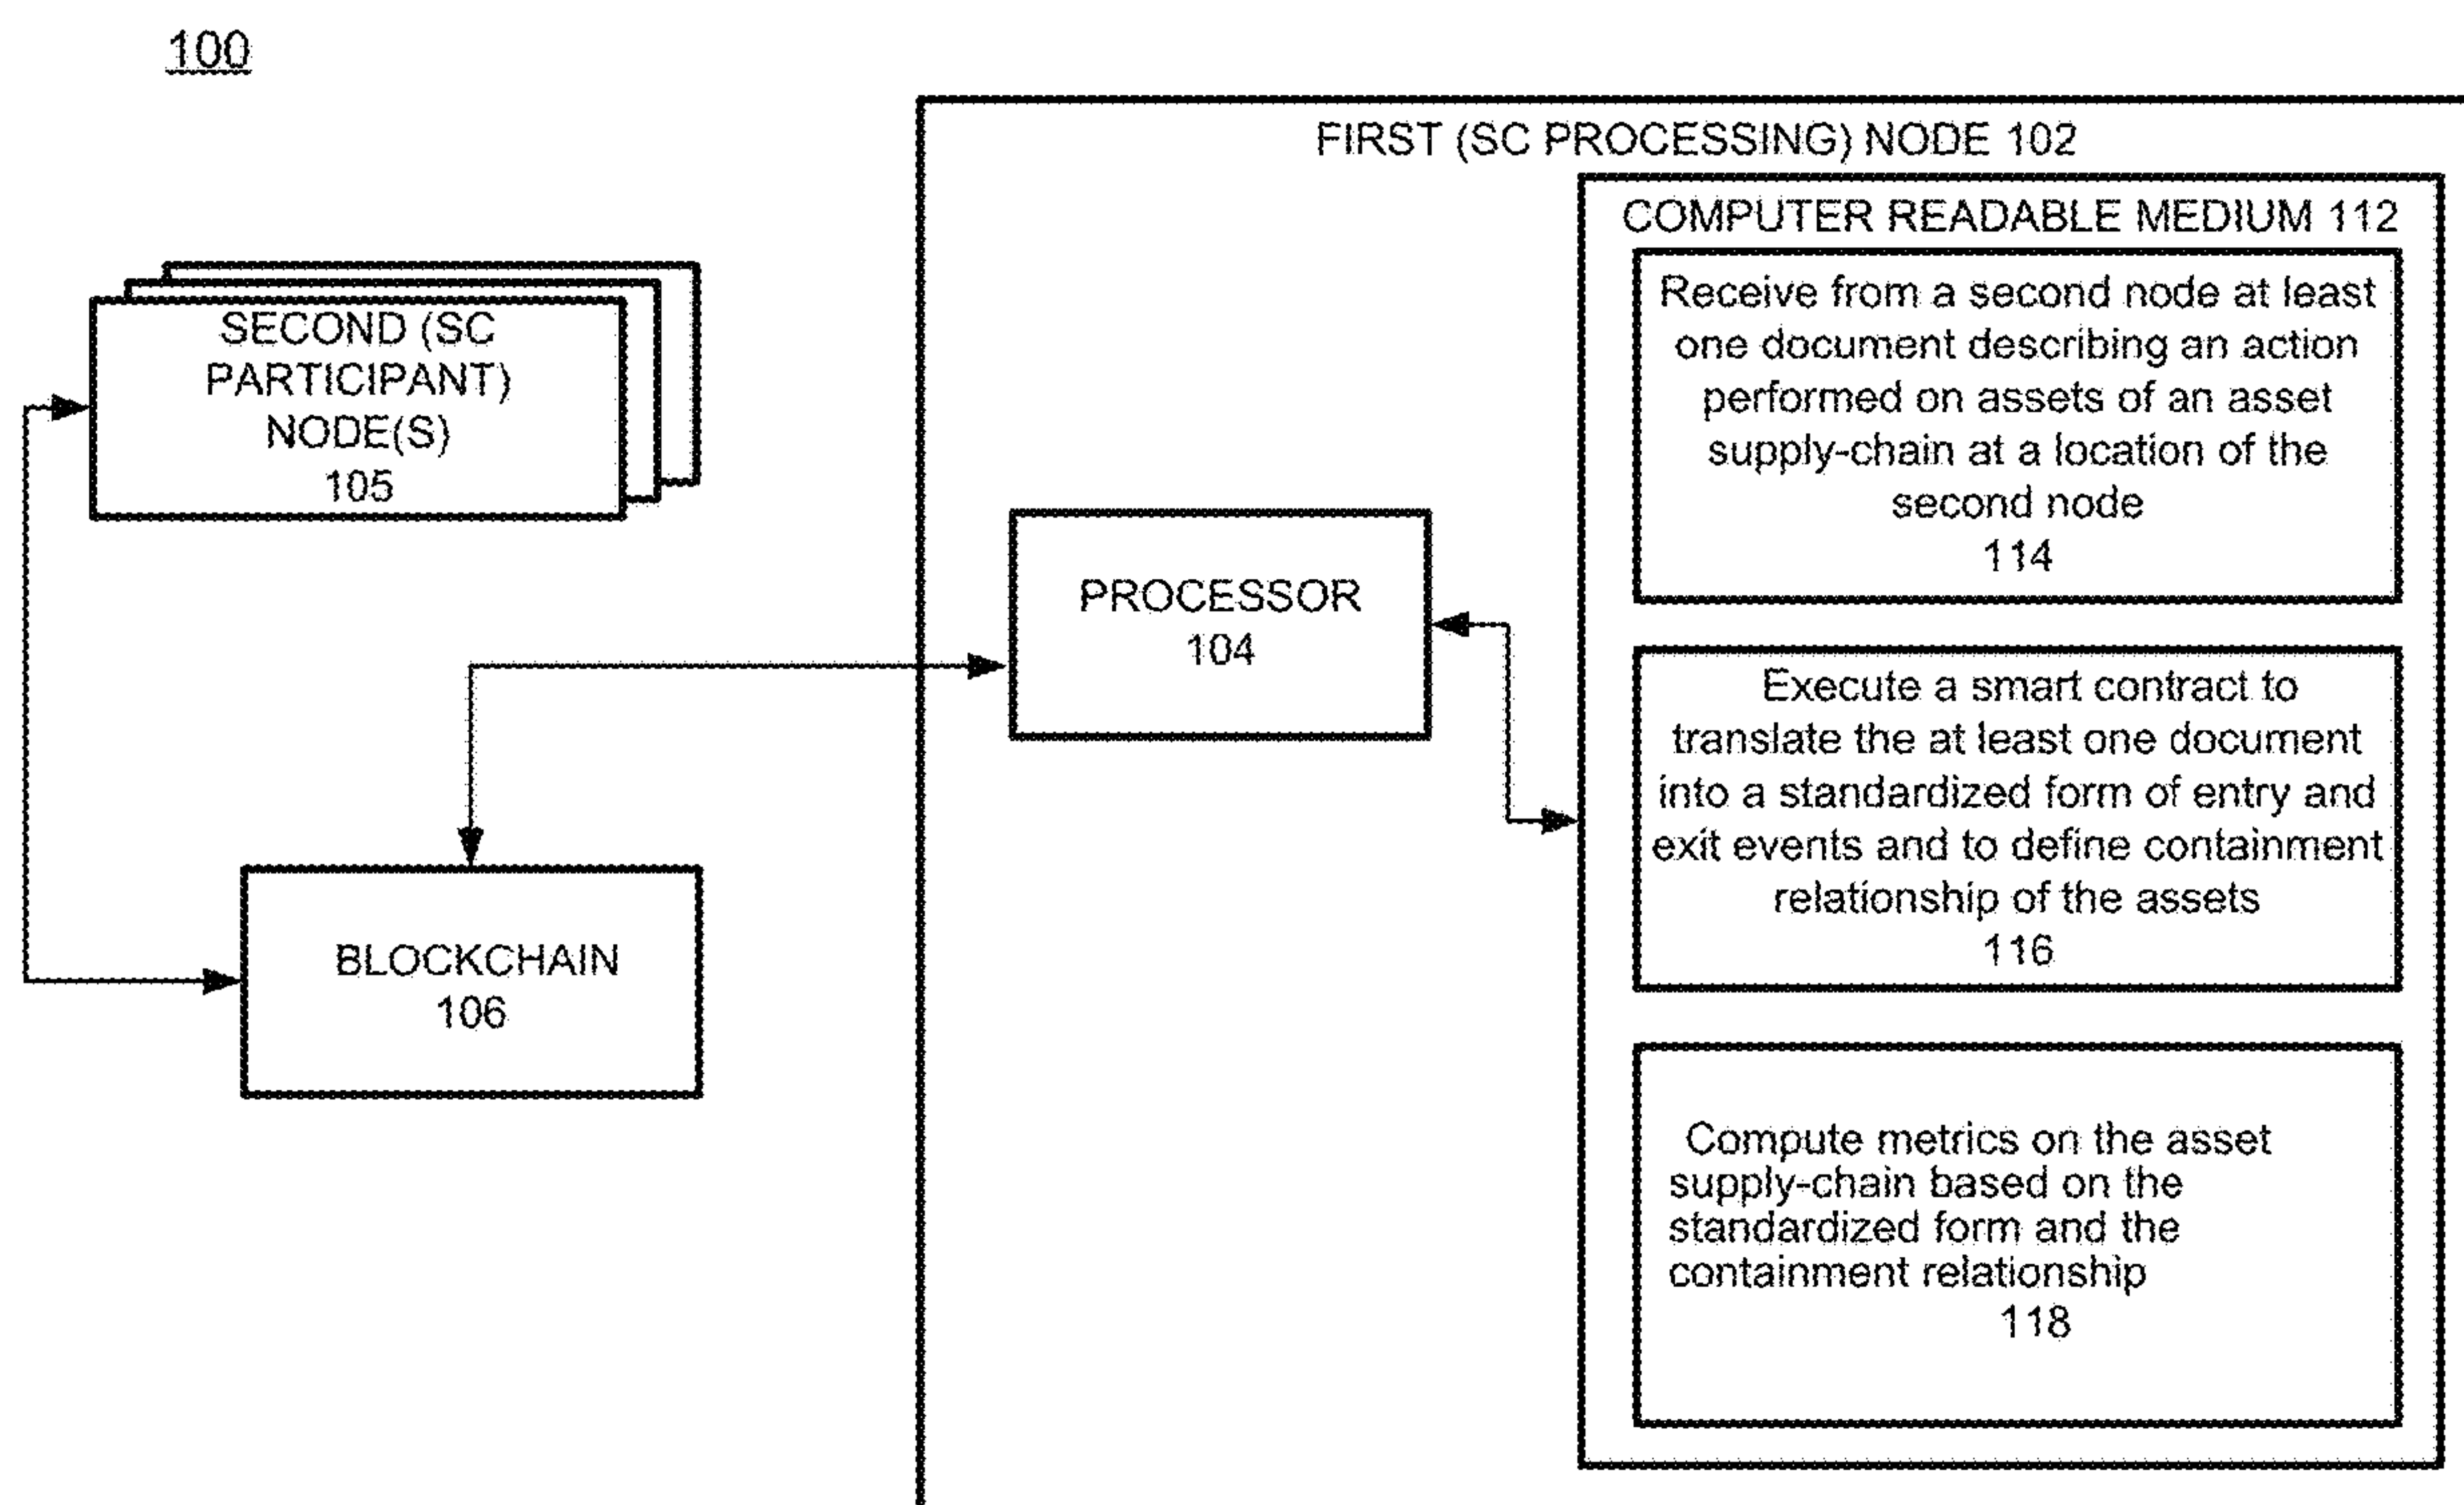 100
FIRST (SC PROCESSING) NODE 102
COMPUTER READABLE MEDIUM 112
SECOND (SC
PARTICIPANT)
NODE(S)
105
Receive from a second node at least
one document describing an action
performed on assets of an asset
supply-chain at a location of the
second node
114
PROCESSOR
104
Execute a smart contract to
translate the at least one document
into a standardized form of entry and
exit events and to define containment
relationship of the assets
116
BLOCKCHAIN
106
Compute metrics on the asset
supply-chain based on the
standardized form and the
containment relationship
118